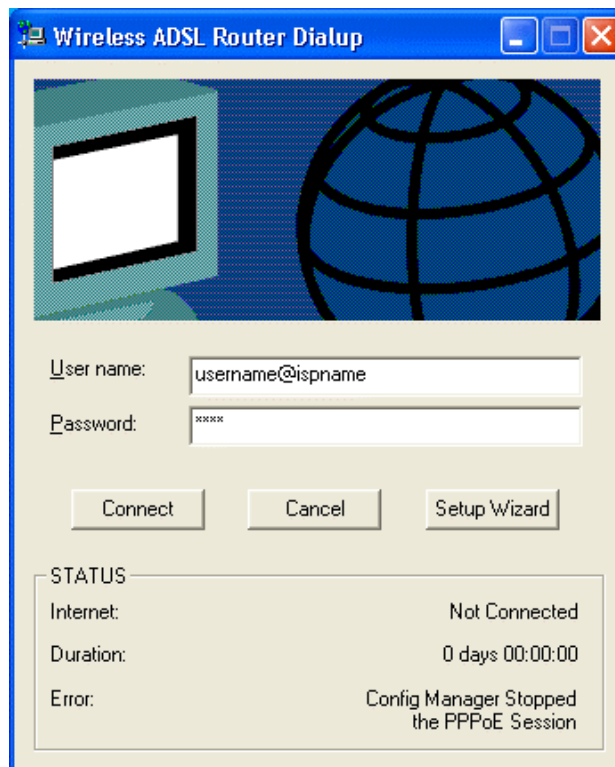 Wireless ADSL Router Dialup
User name: username@ispname
Password: ****
Connect Cancel Setup Wizard
STATUS
Internet: Not Connected
Duration: 0 days 00:00:00
Error: Config Manager Stopped
the PPPoE Session